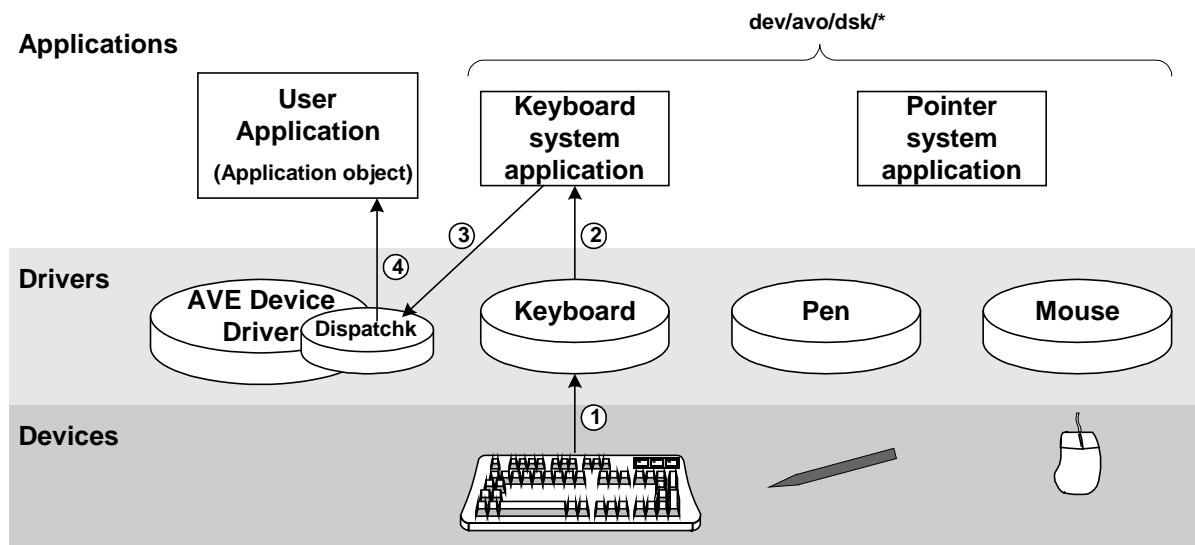 dev/avo/dsk/*
Applications
User
Application
(Application object)
Keyboard
system
application
Pointer
system
application
3
2
4
Drivers
AVE Device
Driver
Dispatchk
Keyboard
Pen
Mouse
1
Devices